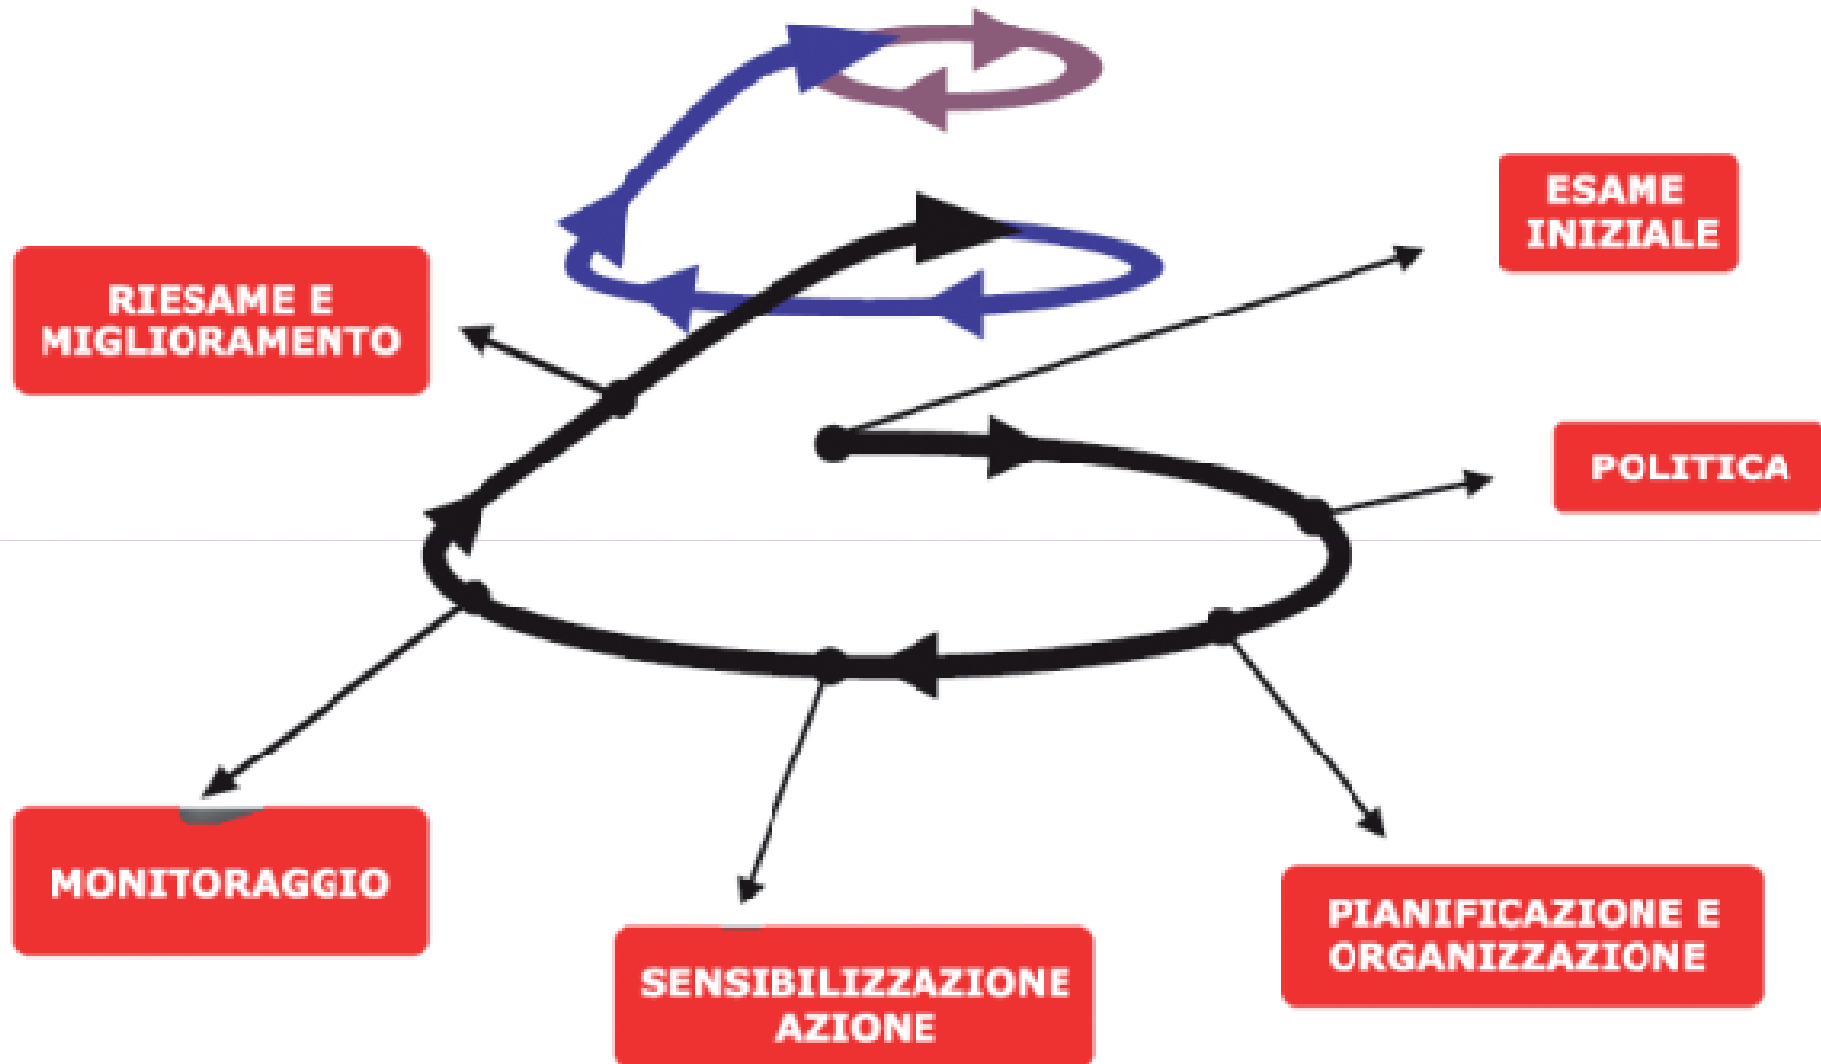 ESAME
INIZIALE
RIESAME E
MIGLIORAMENTO
POLITICA
MONITORAGGIO
PIANIFICAZIONE E
ORGANIZZAZIONE
SENSIBILIZZAZIONE
AZIONE